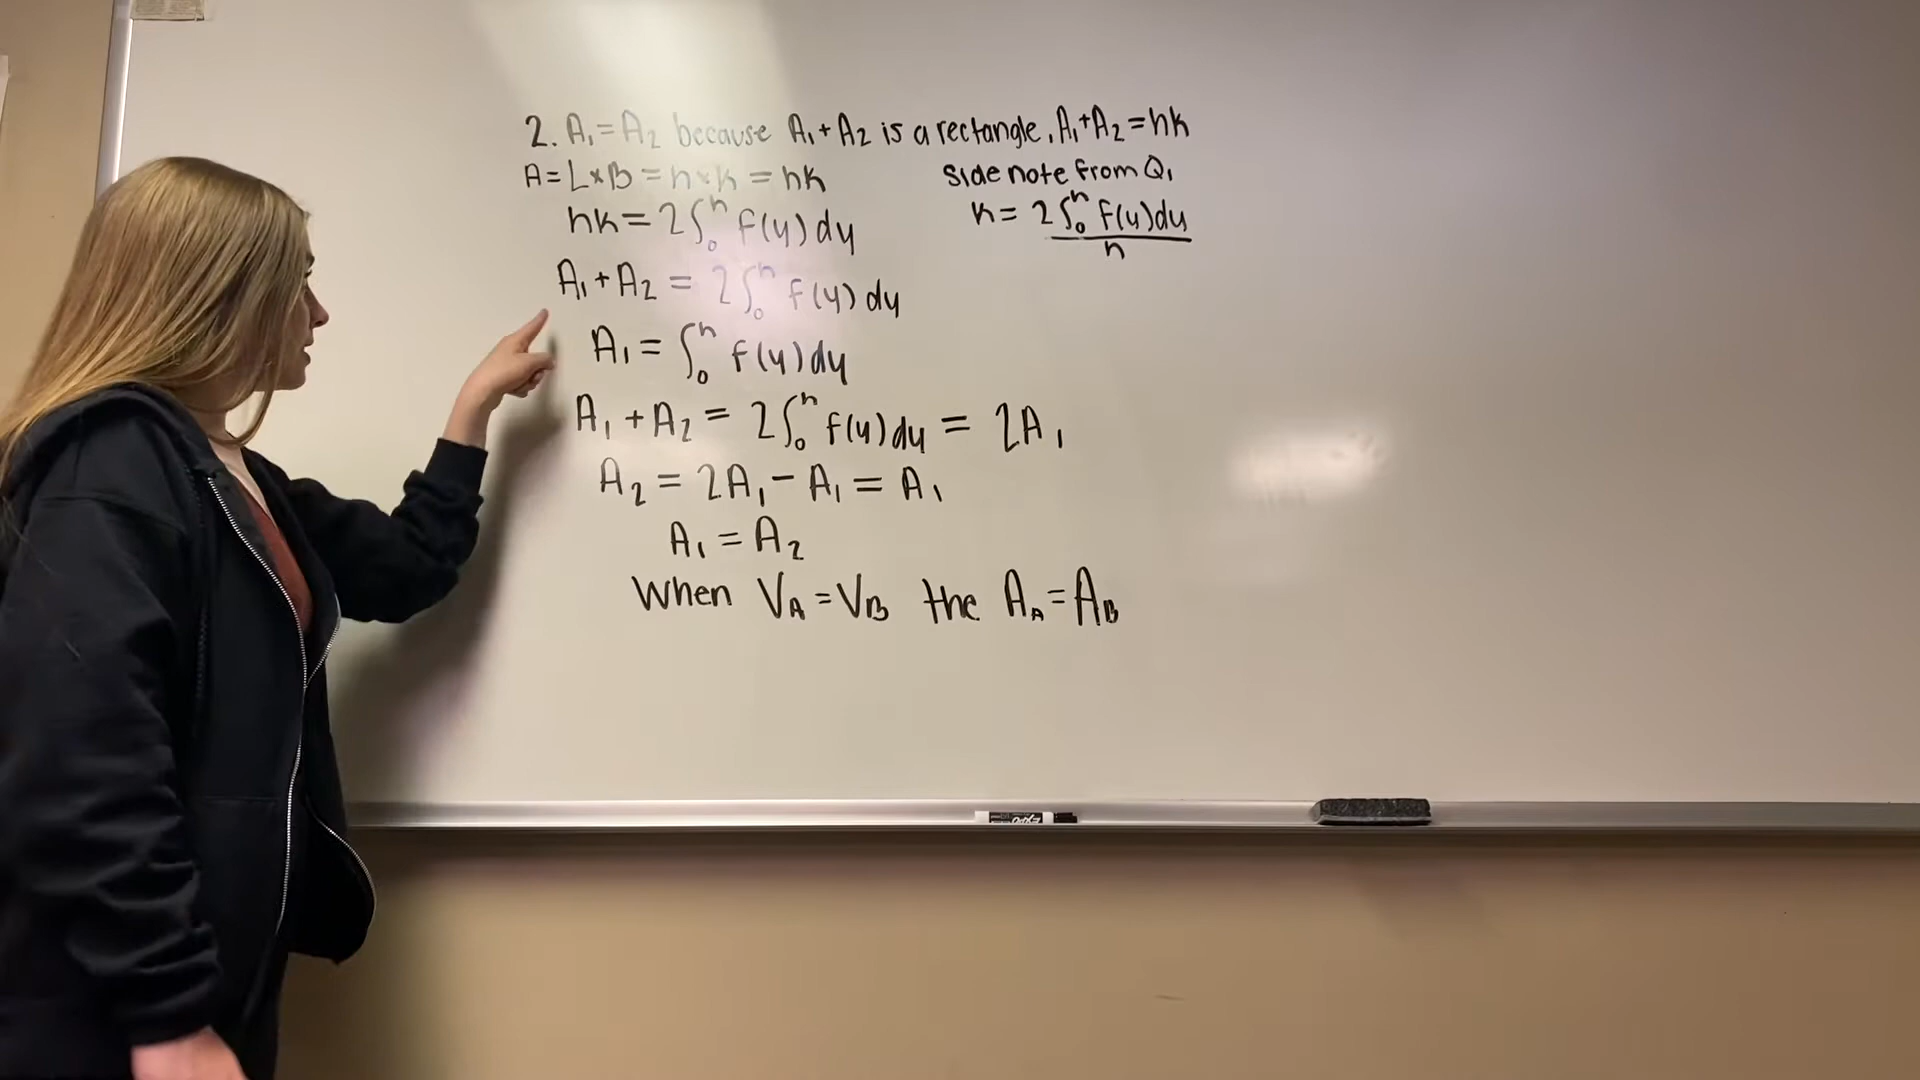 2. A₁ = A₂ because A₁ + A₂ is a rectangle, A₁ + A₂ = hk
A = L × B = h × k = hk
side note from Q₁
hk = 2∫₀ʰ f(y) dy
k = 2∫₀ʰ f(y) dy / h
A₁ + A₂ = 2∫₀ʰ f(y) dy
A₁ = ∫₀ʰ f(y) dy
A₁ + A₂ = 2∫₀ʰ f(y) dy = 2A₁
A₂ = 2A₁ − A₁ = A₁
A₁ = A₂
When V_A = V_B the A_A = A_B